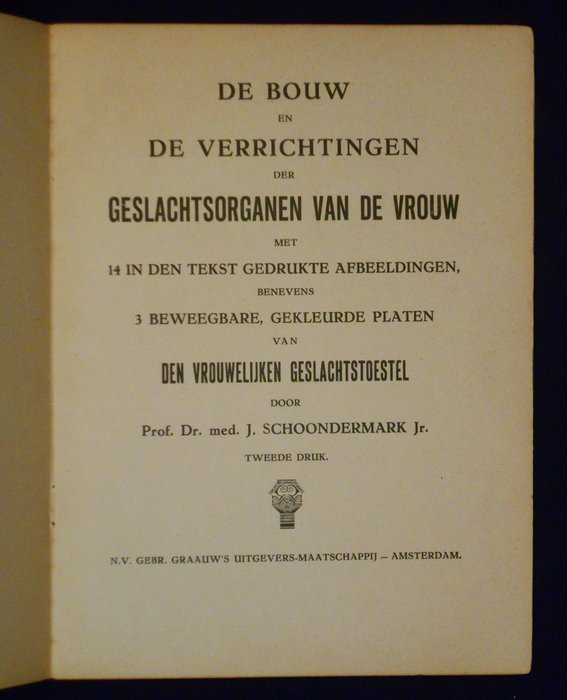 DE BOUW
EN
DE VERRICHTINGEN
DER
GESLACHTSORGANEN VAN DE VROUW
MET
14 IN DEN TEKST GEDRUKTE AFBEELDINGEN,
BENEVENS
3 BEWEEGBARE, GEKLEURDE PLATEN
VAN
DEN VROUWELIJKEN GESLACHTSTOESTEL
DOOR
Prof. Dr. med. J. SCHOONDERMARK Jr.
TWEEDE DRUK.
N.V. GEBR. GRAAUW'S UITGEVERS-MAATSCHAPPIJ — AMSTERDAM.